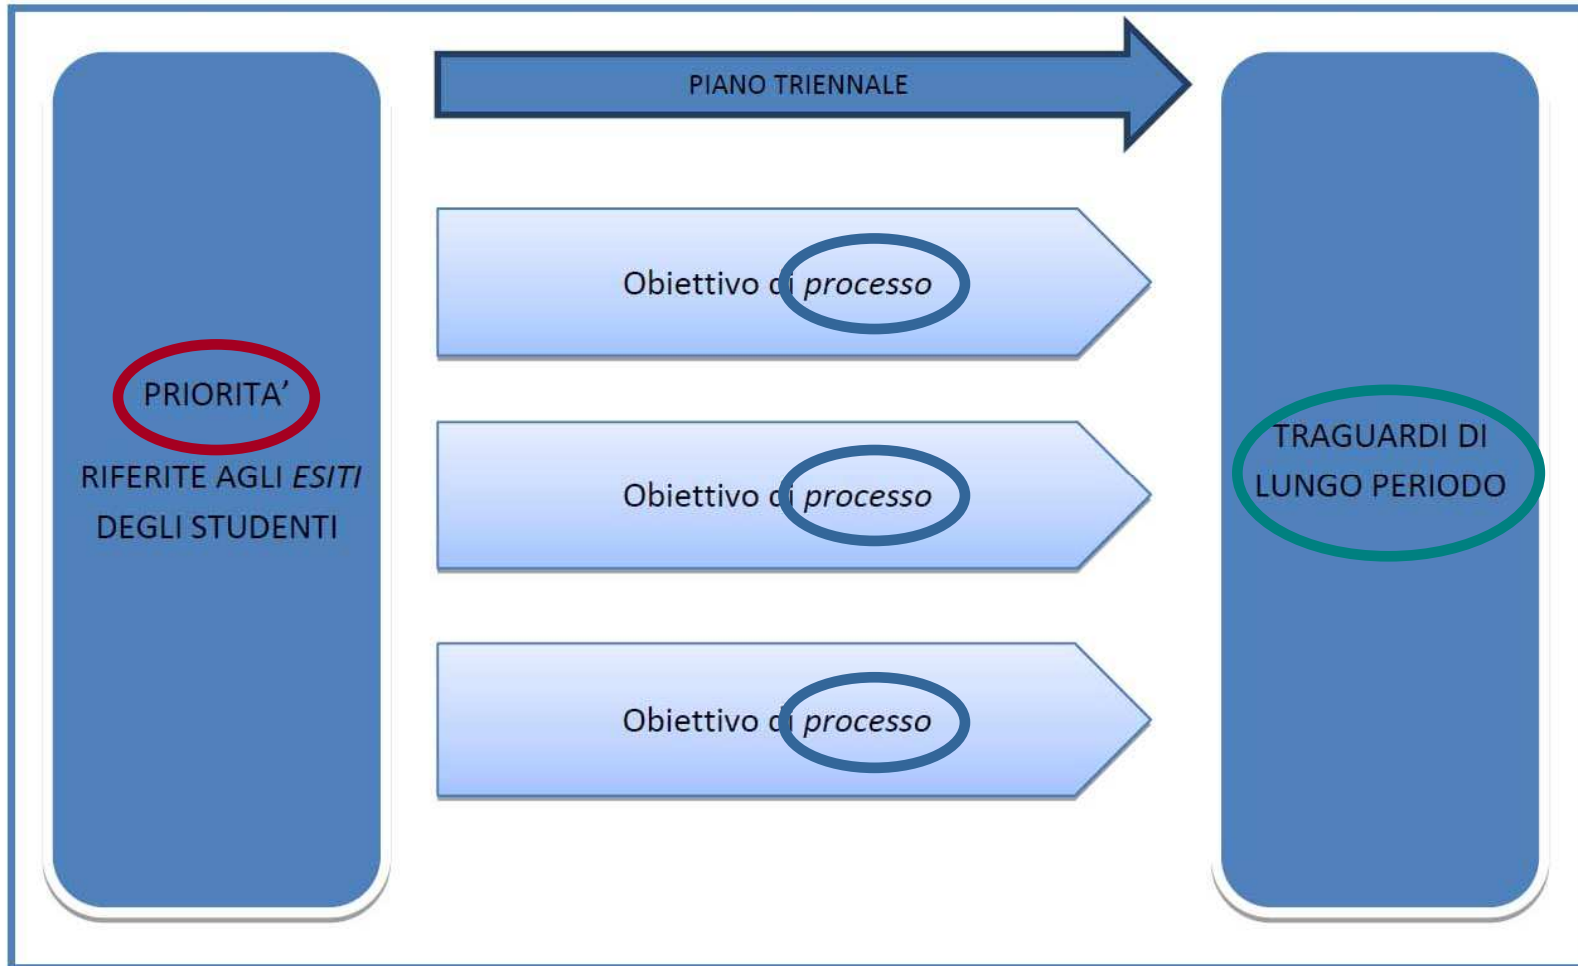 PIANO TRIENNALE
PRIORITA’
RIFERITE AGLI ESITI
DEGLI STUDENTI
Obiettivo di processo
Obiettivo di processo
Obiettivo di processo
TRAGUARDI DI
LUNGO PERIODO